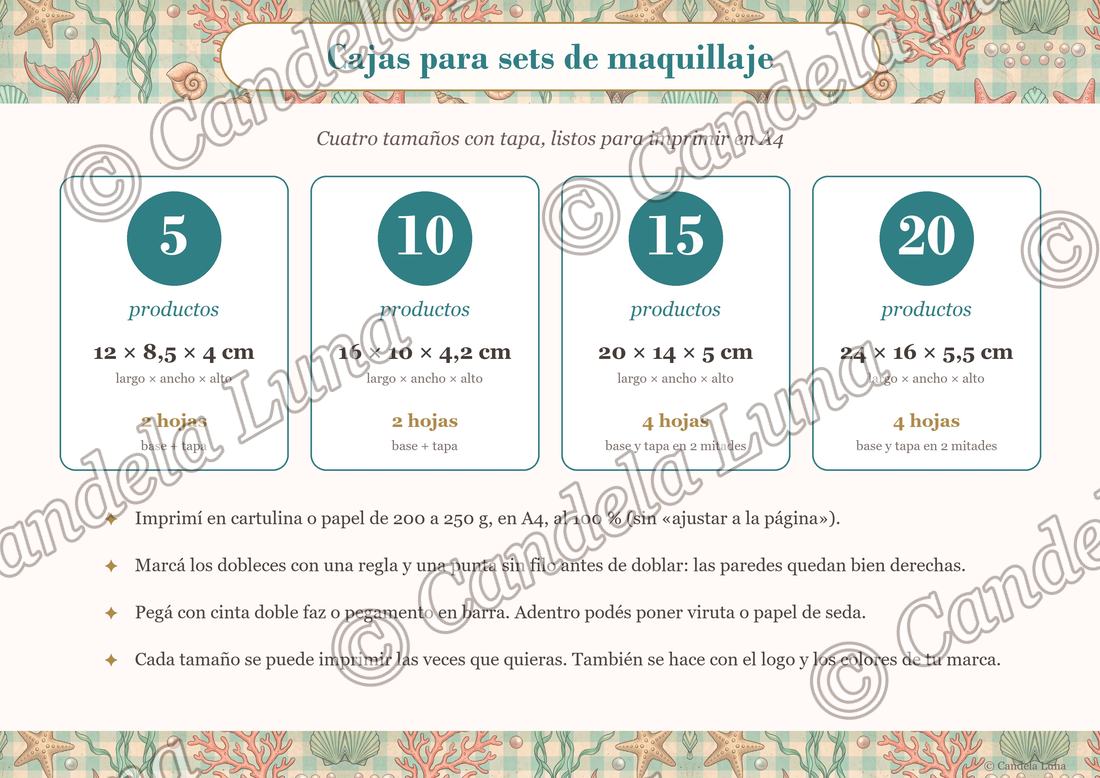 Cajas para sets de maquillaje
Cuatro tamaños con tapa, listos para imprimir en A4
5
productos
12 × 8,5 × 4 cm
largo × ancho × alto
2 hojas
base + tapa
10
productos
16 × 10 × 4,2 cm
largo × ancho × alto
2 hojas
base + tapa
15
productos
20 × 14 × 5 cm
largo × ancho × alto
4 hojas
base y tapa en 2 mitades
20
productos
24 × 16 × 5,5 cm
largo × ancho × alto
4 hojas
base y tapa en 2 mitades
✦ Imprimí en cartulina o papel de 200 a 250 g, en A4, al 100 % (sin «ajustar a la página»).
✦ Marcá los dobleces con una regla y una punta sin filo antes de doblar: las paredes quedan bien derechas.
✦ Pegá con cinta doble faz o pegamento en barra. Adentro podés poner viruta o papel de seda.
✦ Cada tamaño se puede imprimir las veces que quieras. También se hace con el logo y los colores de tu marca.
© Candela Luna
© Candela Luna
© Candela Luna
© Candela Luna